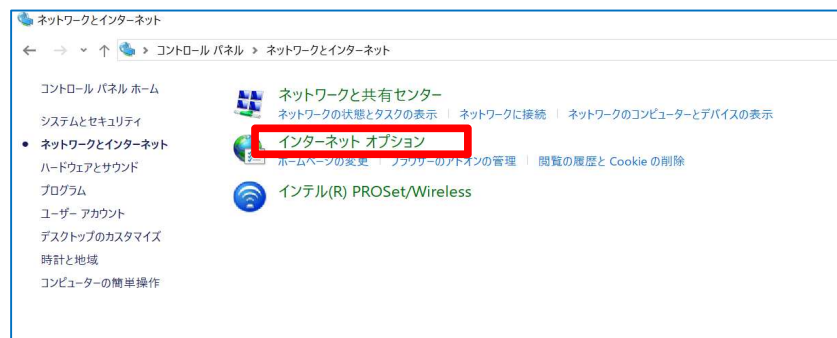 ネットワークとインターネット
コントロール パネル > ネットワークとインターネット
コントロール パネル ホーム
システムとセキュリティ
ネットワークとインターネット
ハードウェアとサウンド
プログラム
ユーザー アカウント
デスクトップのカスタマイズ
時計と地域
コンピューターの簡単操作
ネットワークと共有センター
ネットワークの状態とタスクの表示 | ネットワークに接続 | ネットワークのコンピューターとデバイスの表示
インターネット オプション
ホームページの変更 | ブラウザーのアドオンの管理 | 閲覧の履歴と Cookie の削除
インテル(R) PROSet/Wireless